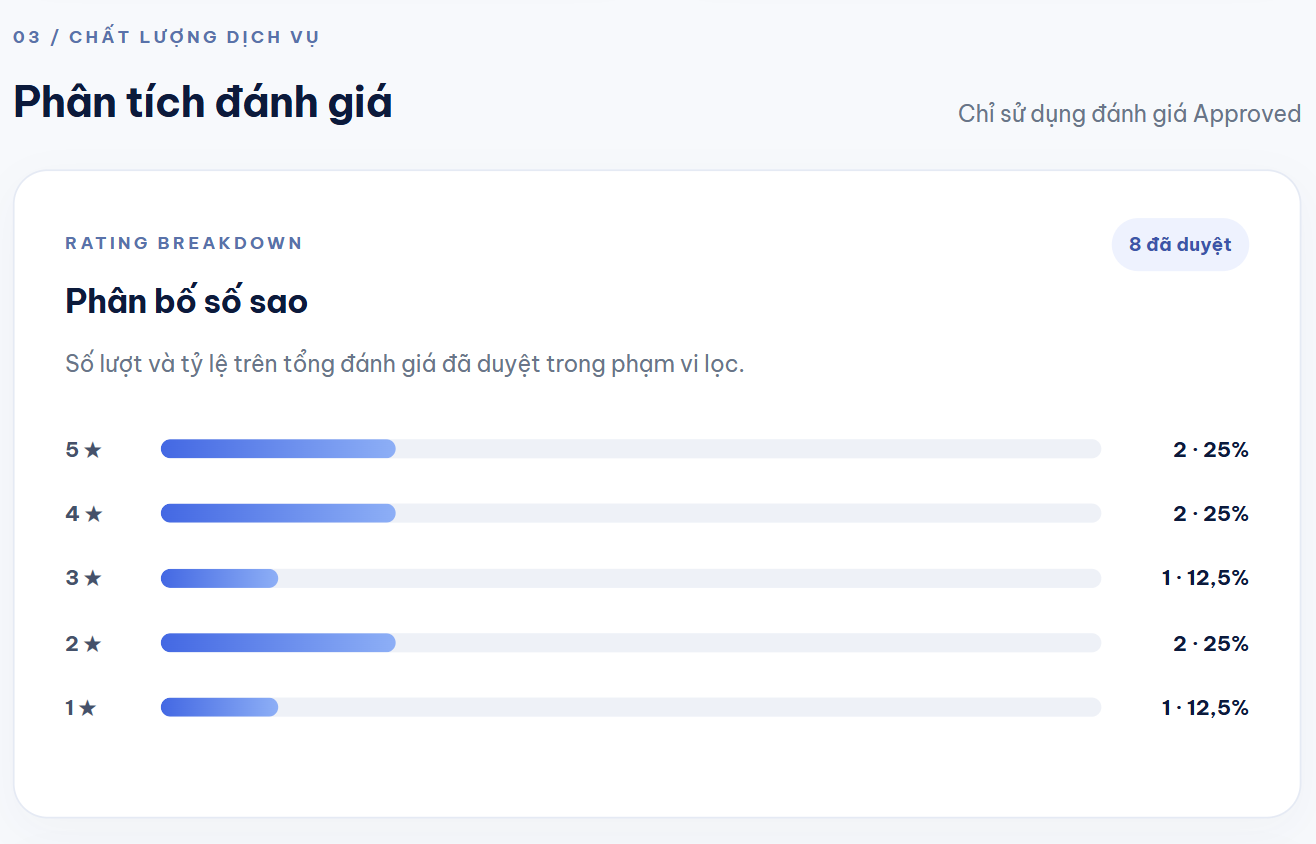 03 / CHẤT LƯỢNG DỊCH VỤ
Phân tích đánh giá
Chỉ sử dụng đánh giá Approved
RATING BREAKDOWN
8 đã duyệt
Phân bố số sao
Số lượt và tỷ lệ trên tổng đánh giá đã duyệt trong phạm vi lọc.
5 ★ 2 · 25%
4 ★ 2 · 25%
3 ★ 1 · 12,5%
2 ★ 2 · 25%
1 ★ 1 · 12,5%